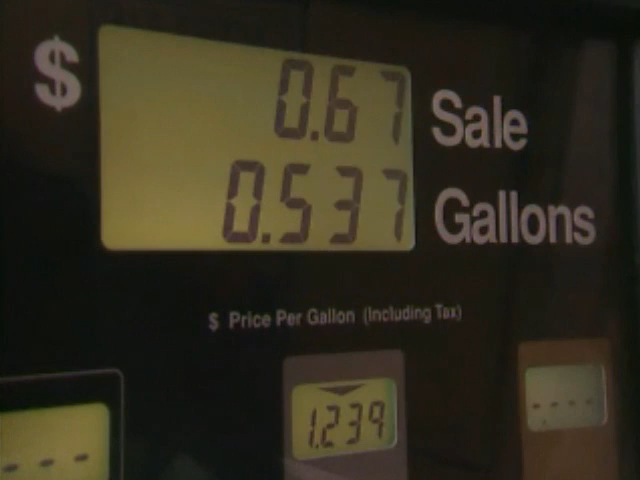 $ 0.67 Sale
0.537 Gallons
$ Price Per Gallon (Including Tax)
1.239
- - -
- - - -